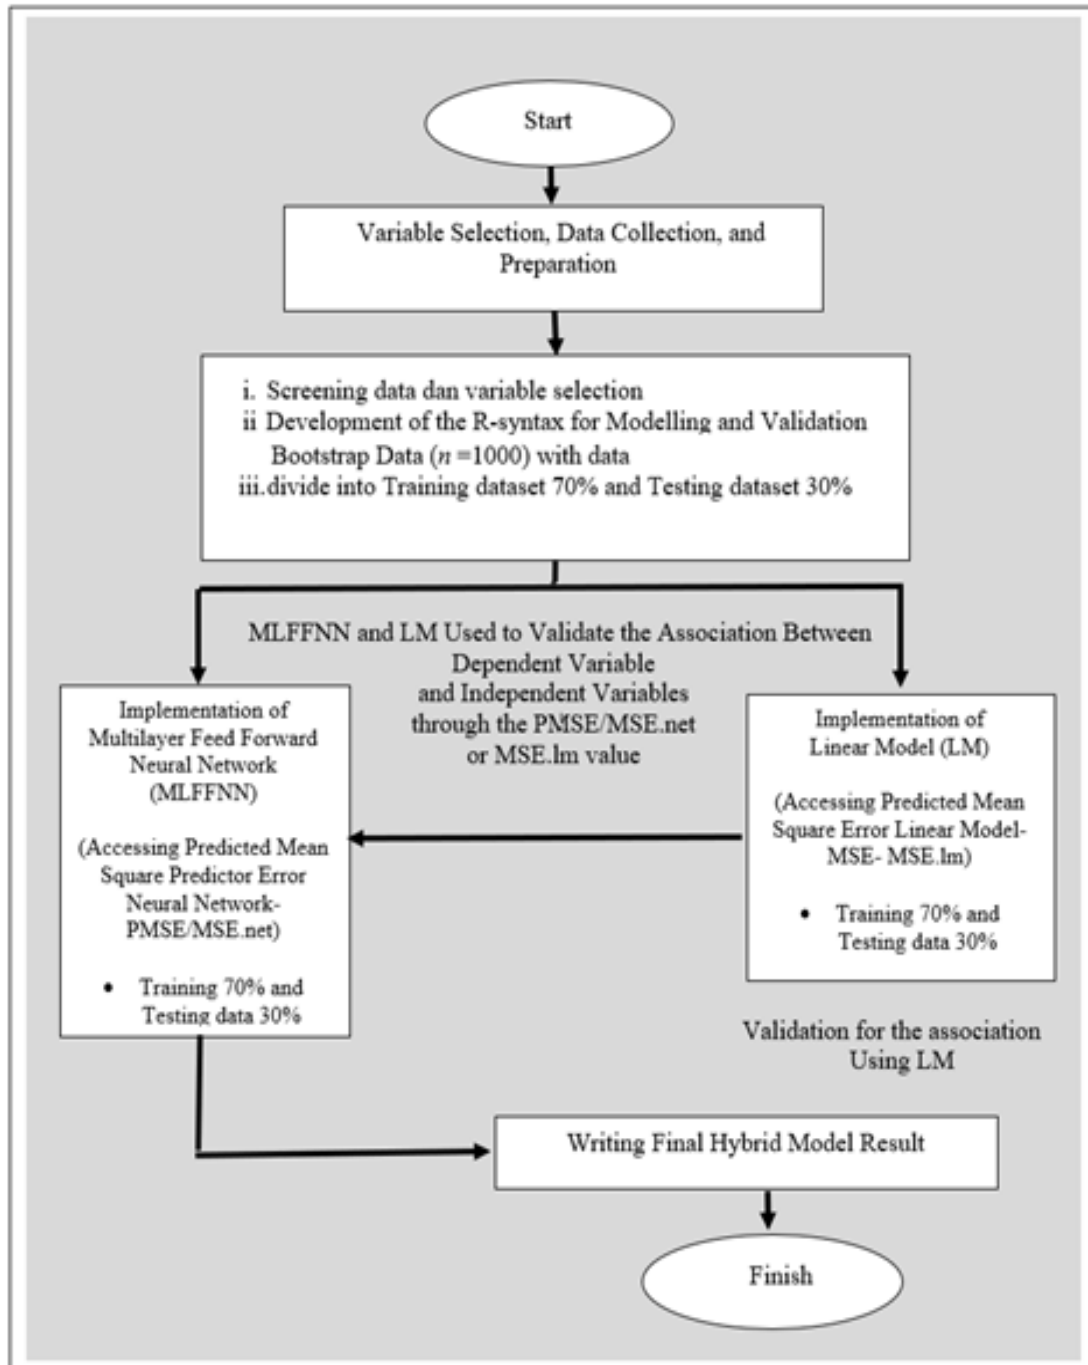 Start
Variable Selection, Data Collection, and
Preparation
i. Screening data dan variable selection
ii Development of the R-syntax for Modelling and Validation
Bootstrap Data (n =1000) with data
iii.divide into Training dataset 70% and Testing dataset 30%
MLFFNN and LM Used to Validate the Association Between
Dependent Variable
and Independent Variables
through the PMSE/MSE.net
or MSE.lm value
Implementation of
Multilayer Feed Forward
Neural Network
(MLFFNN)
(Accessing Predicted Mean
Square Predictor Error
Neural Network-
PMSE/MSE.net)
• Training 70% and
Testing data 30%
Implementation of
Linear Model (LM)
(Accessing Predicted Mean
Square Error Linear Model-
MSE- MSE.lm)
• Training 70% and
Testing data 30%
Validation for the association
Using LM
Writing Final Hybrid Model Result
Finish